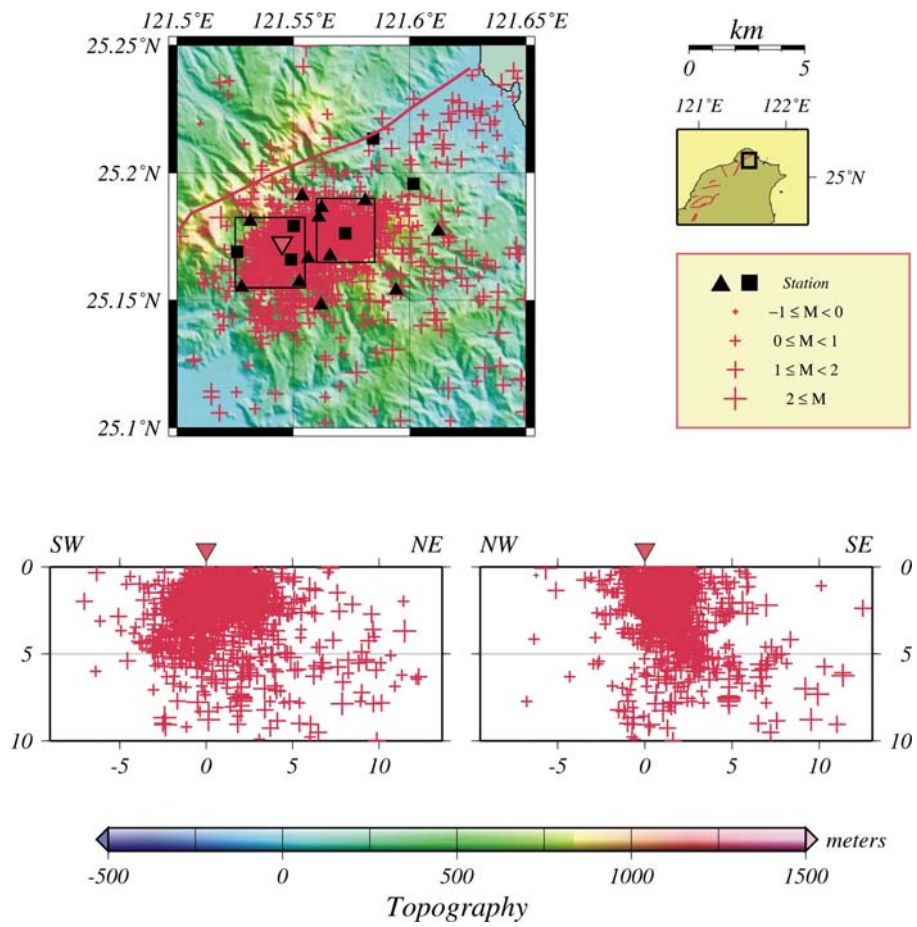 121.5°E 121.55°E 121.6°E 121.65°E
25.25°N
25.2°N
25.15°N
25.1°N
km
0 5
121°E 122°E
25°N
Station
−1 ≤ M < 0
0 ≤ M < 1
1 ≤ M < 2
2 ≤ M
SW NE
0
5
10
-5 0 5 10
NW SE
0
5
10
-5 0 5 10
meters
-500 0 500 1000 1500
Topography